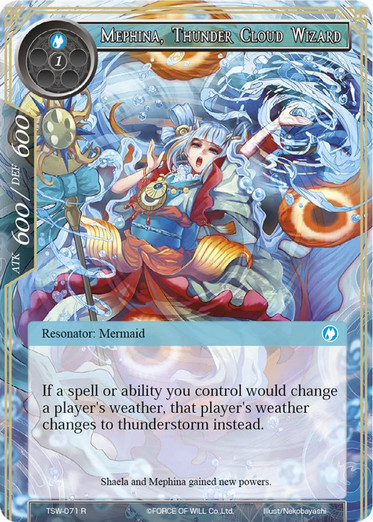 Mephina, Thunder Cloud Wizard
1
ATK 600 / DEF 600
Resonator: Mermaid
If a spell or ability you control would change
a player's weather, that player's weather
changes to thunderstorm instead.
Shaela and Mephina gained new powers.
TSW-071 R ©FORCE OF WILL Co.Ltd. Illust/Nekobayashi